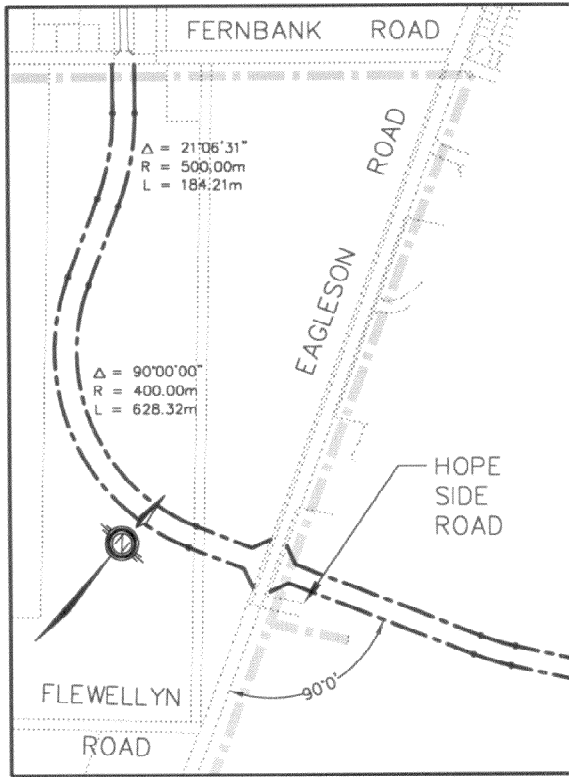 FERNBANK ROAD
Δ = 21°06'31"
R = 500.00m
L = 184.21m
EAGLESON ROAD
Δ = 90°00'00"
R = 400.00m
L = 628.32m
HOPE
SIDE
ROAD
N
90.0°
FLEWELLYN
ROAD